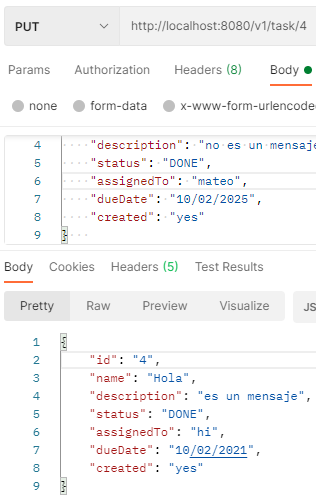 PUT http://localhost:8080/v1/task/4
Params Authorization Headers (8) Body
none form-data x-www-form-urlencoded
4 "description": "no es un mensaje
5 "status": "DONE",
6 "assignedTo": "mateo",
7 "dueDate": "10/02/2025",
8 "created": "yes"
9 }
Body Cookies Headers (5) Test Results
Pretty Raw Preview Visualize JS
1 {
2 "id": "4",
3 "name": "Hola",
4 "description": "es un mensaje",
5 "status": "DONE",
6 "assignedTo": "hi",
7 "dueDate": "10/02/2021",
8 "created": "yes"
9 }